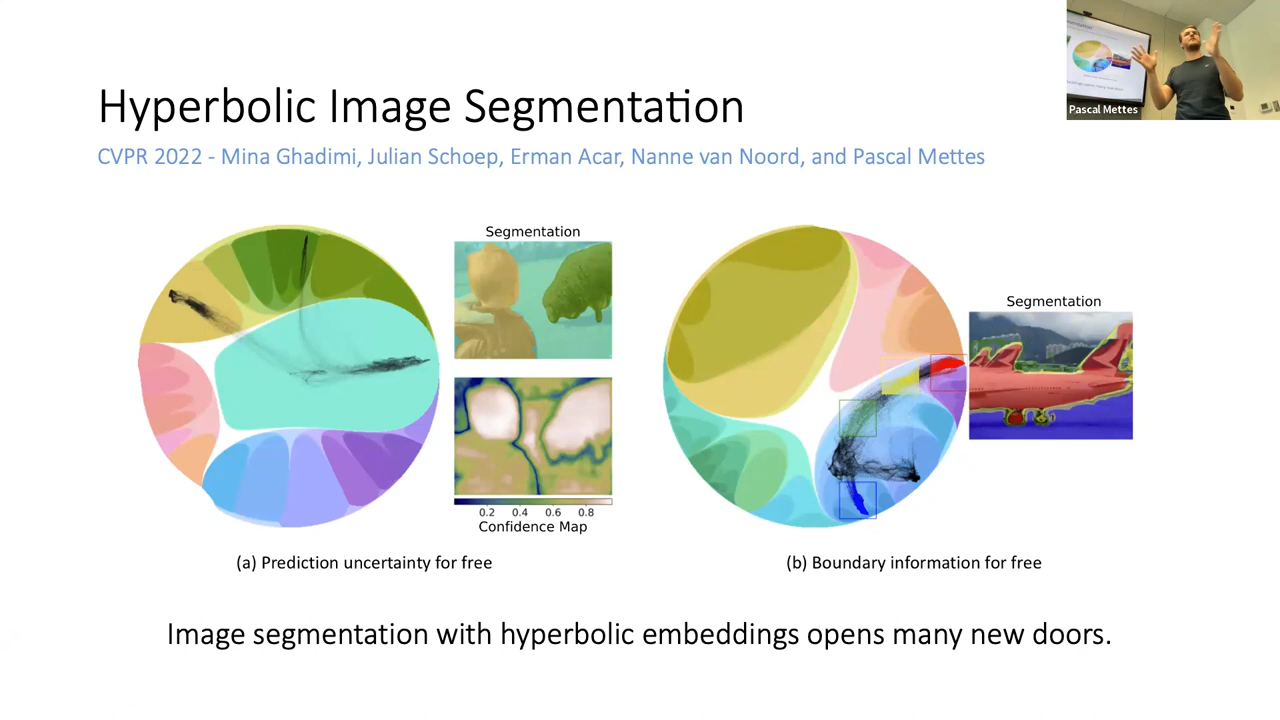 Hyperbolic Image Segmentation
CVPR 2022 - Mina Ghadimi, Julian Schoep, Erman Acar, Nanne van Noord, and Pascal Mettes
Pascal Mettes
Segmentation
0.2 0.4 0.6 0.8
Confidence Map
Segmentation
(a) Prediction uncertainty for free
(b) Boundary information for free
Image segmentation with hyperbolic embeddings opens many new doors.